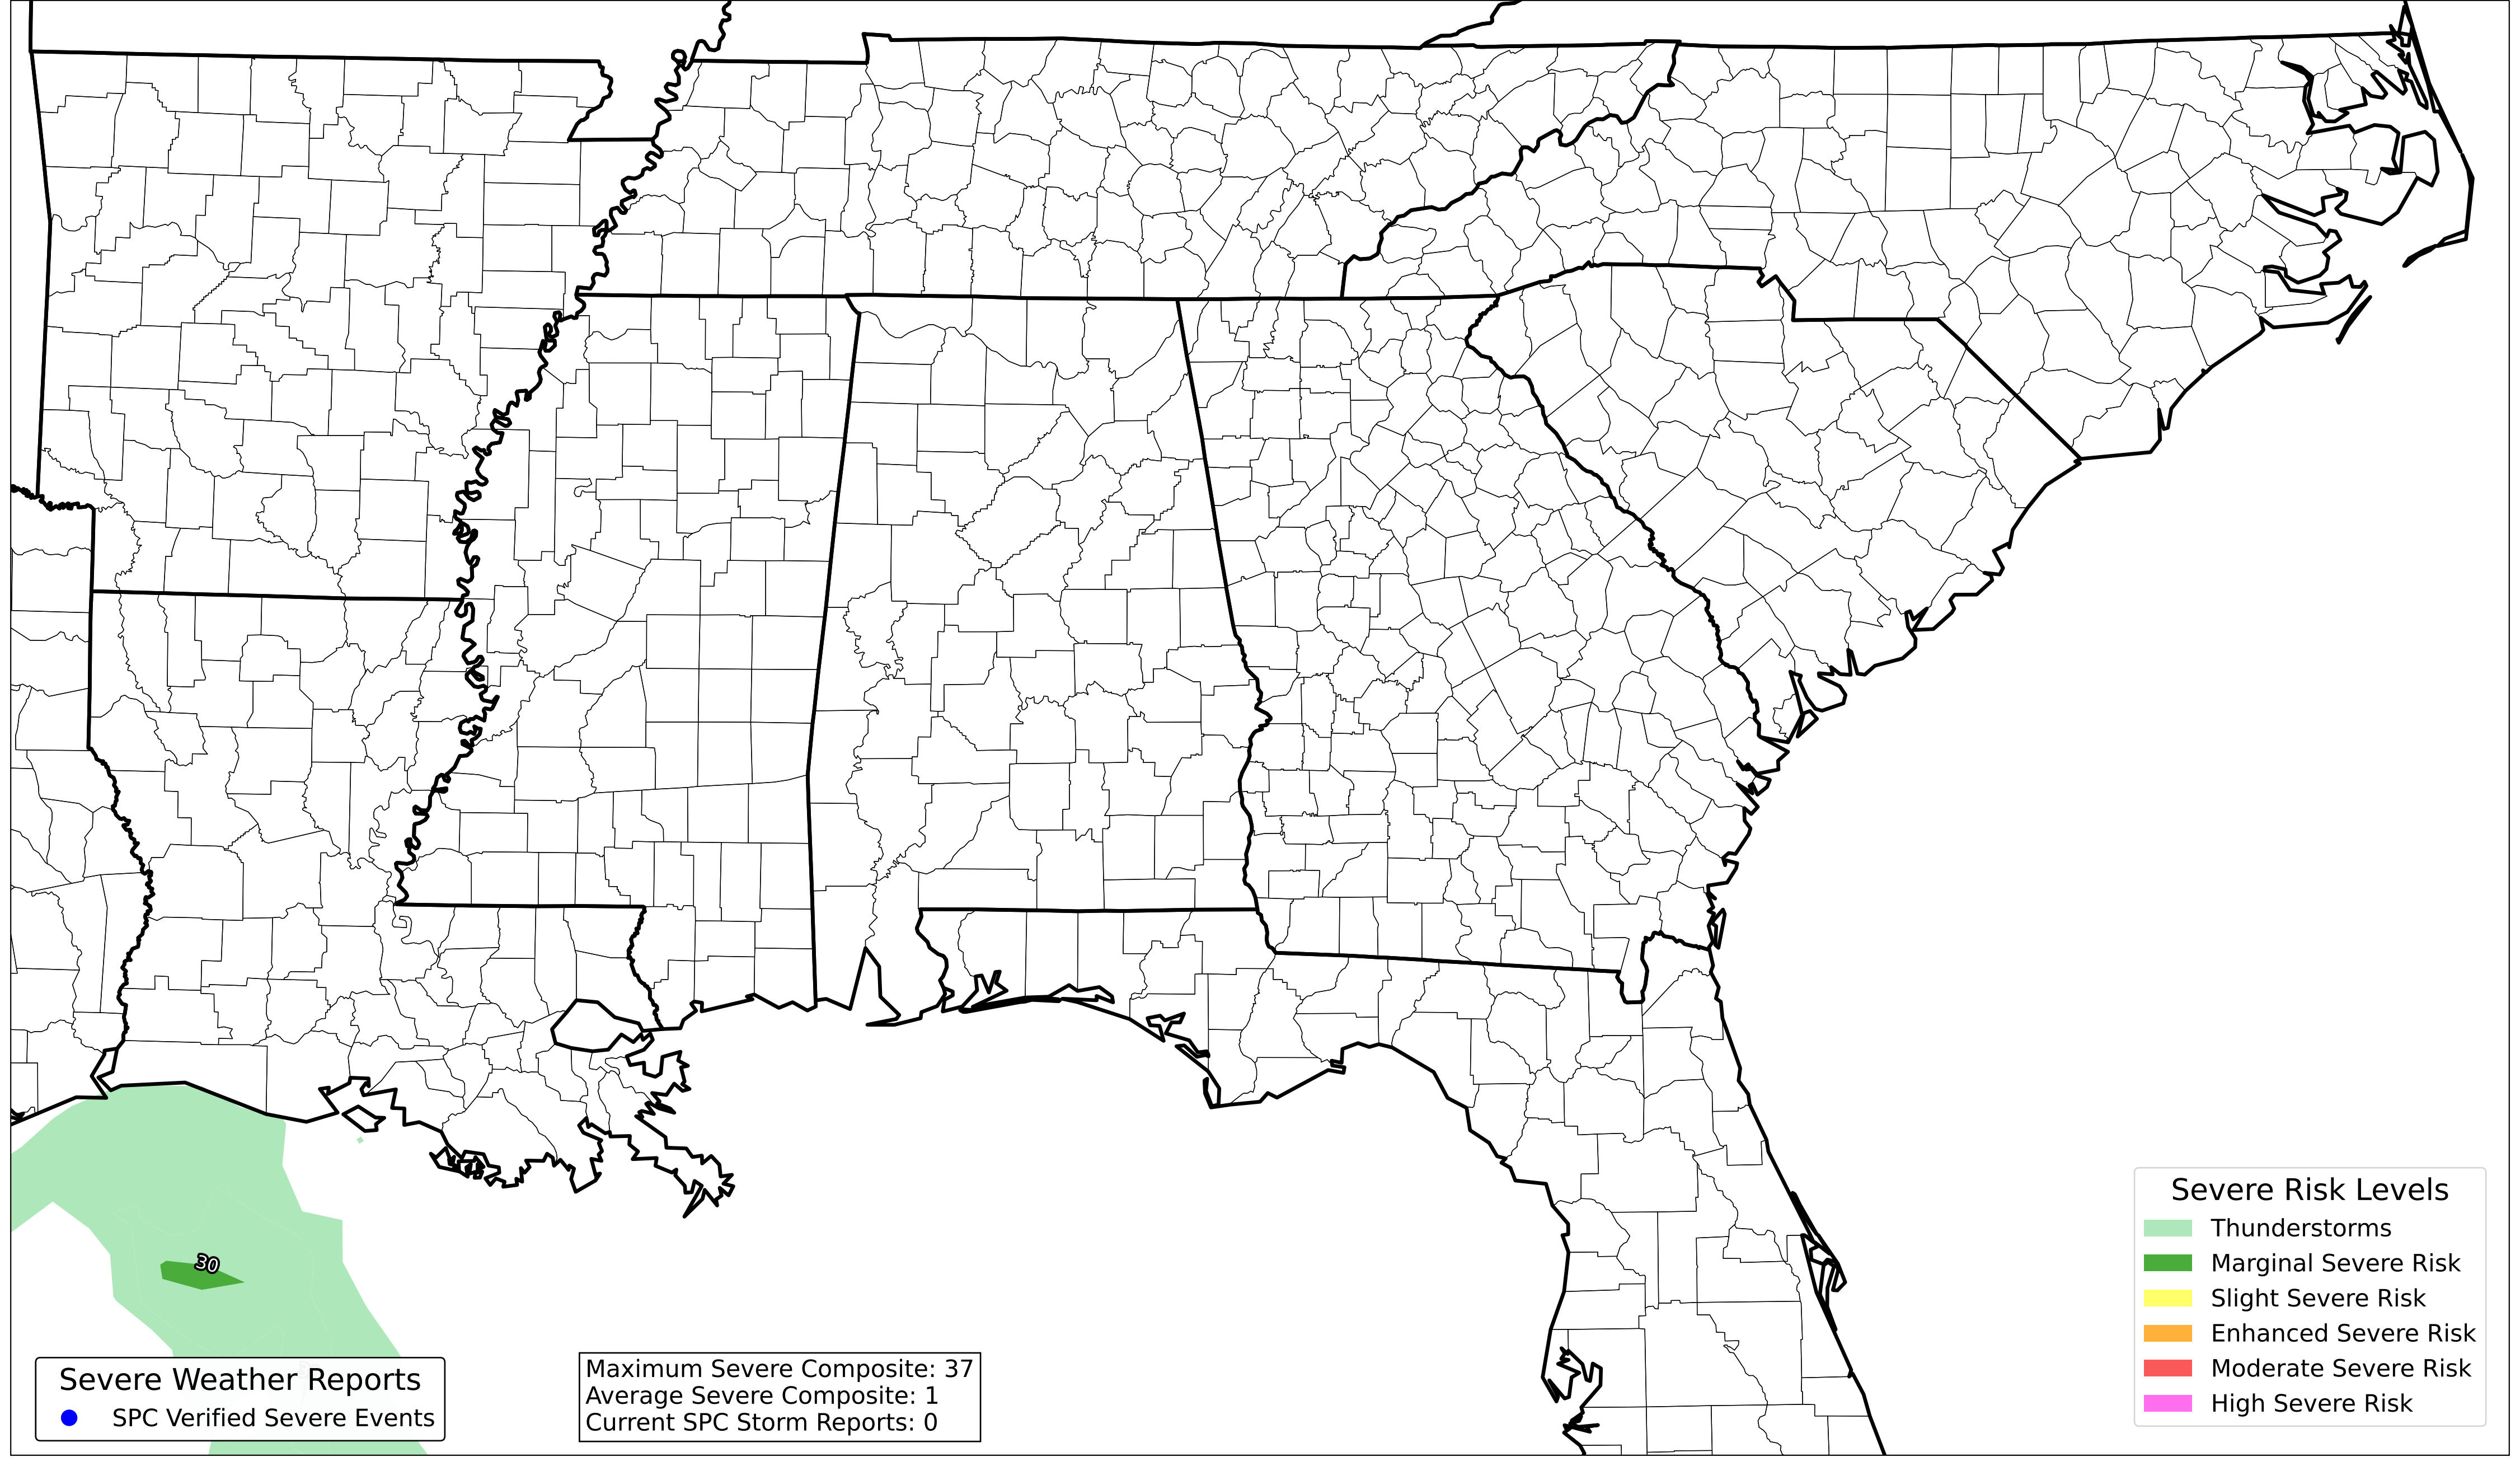 30
Severe Weather Reports
SPC Verified Severe Events
Maximum Severe Composite: 37
Average Severe Composite: 1
Current SPC Storm Reports: 0
Severe Risk Levels
Thunderstorms
Marginal Severe Risk
Slight Severe Risk
Enhanced Severe Risk
Moderate Severe Risk
High Severe Risk